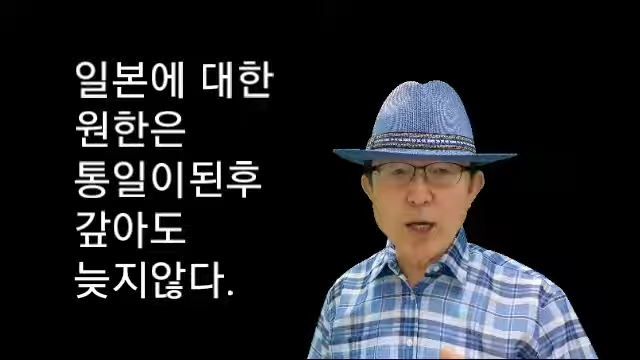 일본에 대한
원한은
통일이된후
갚아도
늦지않다.